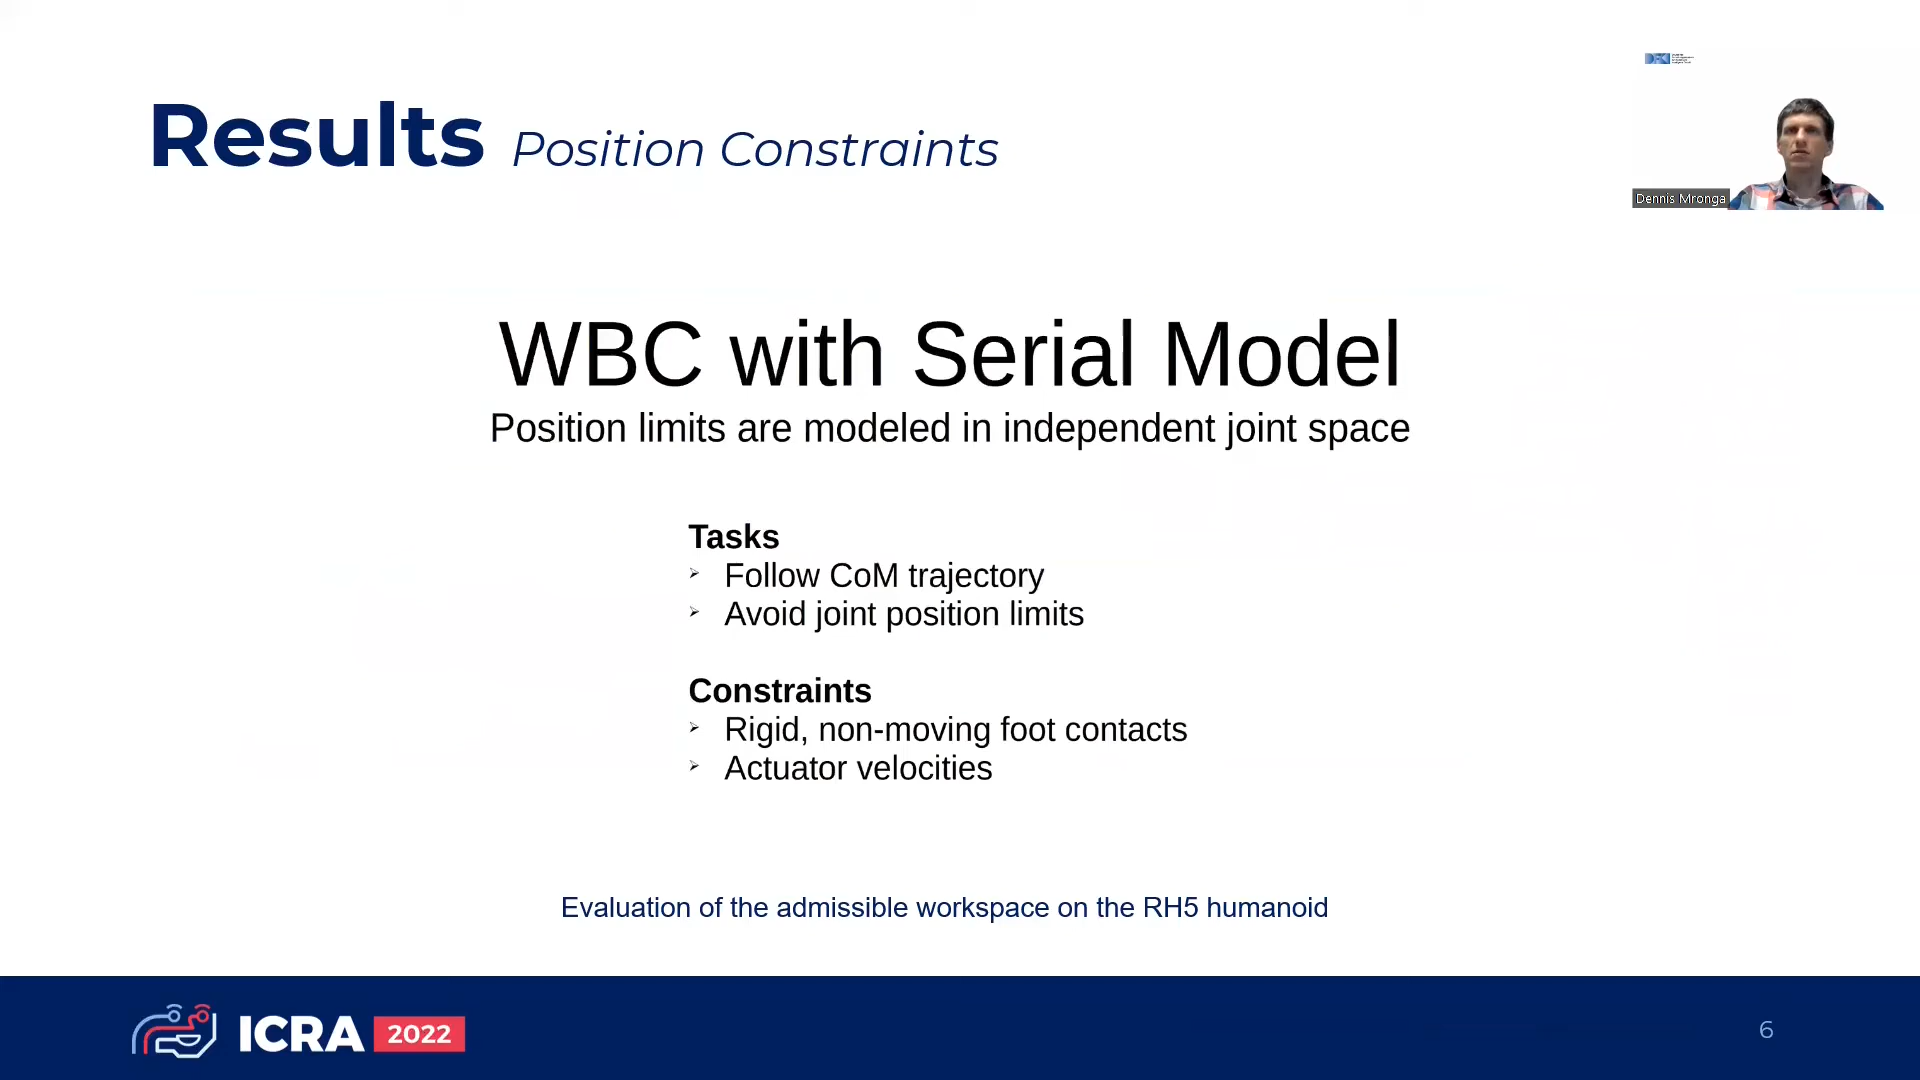 Results Position Constraints
Dennis Mronga
WBC with Serial Model
Position limits are modeled in independent joint space
Tasks
➢ Follow CoM trajectory
➢ Avoid joint position limits
Constraints
➢ Rigid, non-moving foot contacts
➢ Actuator velocities
Evaluation of the admissible workspace on the RH5 humanoid
ICRA 2022
6